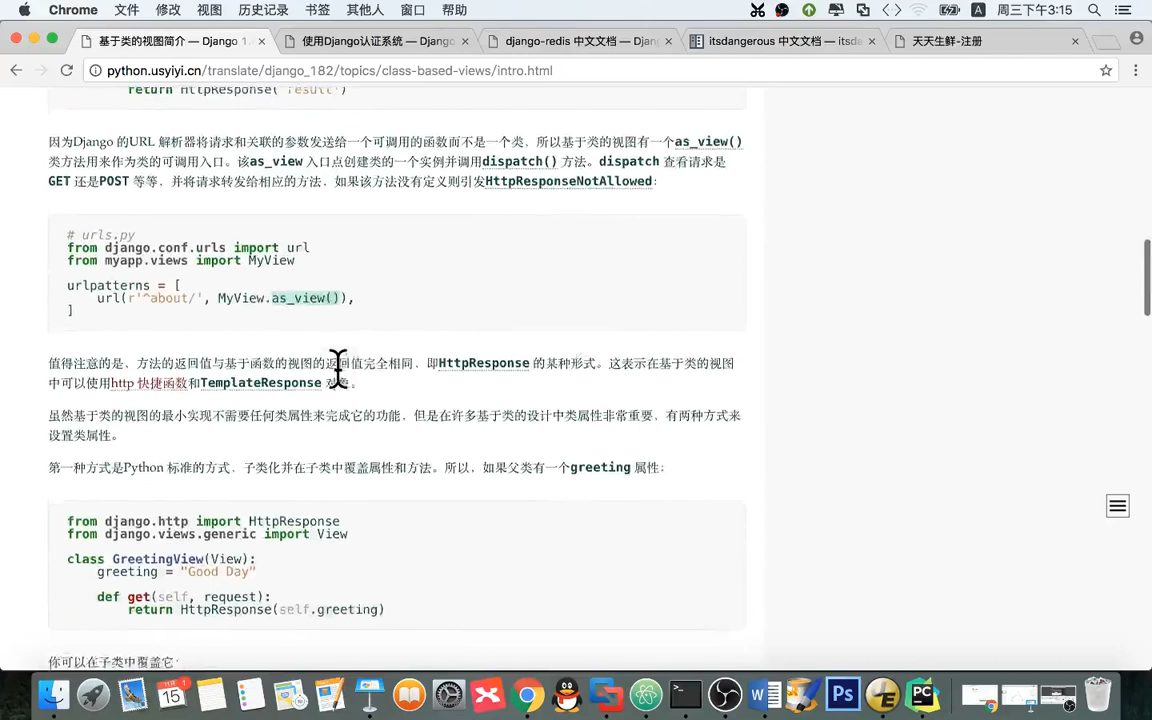 Chrome 文件 修改 视图 历史记录 书签 其他人 窗口 帮助 周三下午3:15
基于类的视图简介 — Django 1. 使用Django认证系统 — Django django-redis 中文文档 — Djang itsdangerous 中文文档 — itsd 天天生鲜-注册
python.usyiyi.cn/translate/django_182/topics/class-based-views/intro.html
return HttpResponse('result')
因为Django 的URL 解析器将请求和关联的参数发送给一个可调用的函数而不是一个类，所以基于类的视图有一个as_view()
类方法用来作为类的可调用入口。该as_view 入口点创建类的一个实例并调用dispatch() 方法。dispatch 查看请求是
GET 还是POST 等等，并将请求转发给相应的方法，如果该方法没有定义则引发HttpResponseNotAllowed：
# urls.py
from django.conf.urls import url
from myapp.views import MyView
urlpatterns = [
url(r'^about/', MyView.as_view()),
]
值得注意的是，方法的返回值与基于函数的视图的返回值完全相同，即HttpResponse 的某种形式。这表示在基于类的视图
中可以使用http 快捷函数和TemplateResponse 对象。
虽然基于类的视图的最小实现不需要任何类属性来完成它的功能，但是在许多基于类的设计中类属性非常重要，有两种方式来
设置类属性。
第一种方式是Python 标准的方式，子类化并在子类中覆盖属性和方法。所以，如果父类有一个greeting 属性：
from django.http import HttpResponse
from django.views.generic import View
class GreetingView(View):
greeting = "Good Day"
def get(self, request):
return HttpResponse(self.greeting)
你可以在子类中覆盖它：
15
Ps
PC